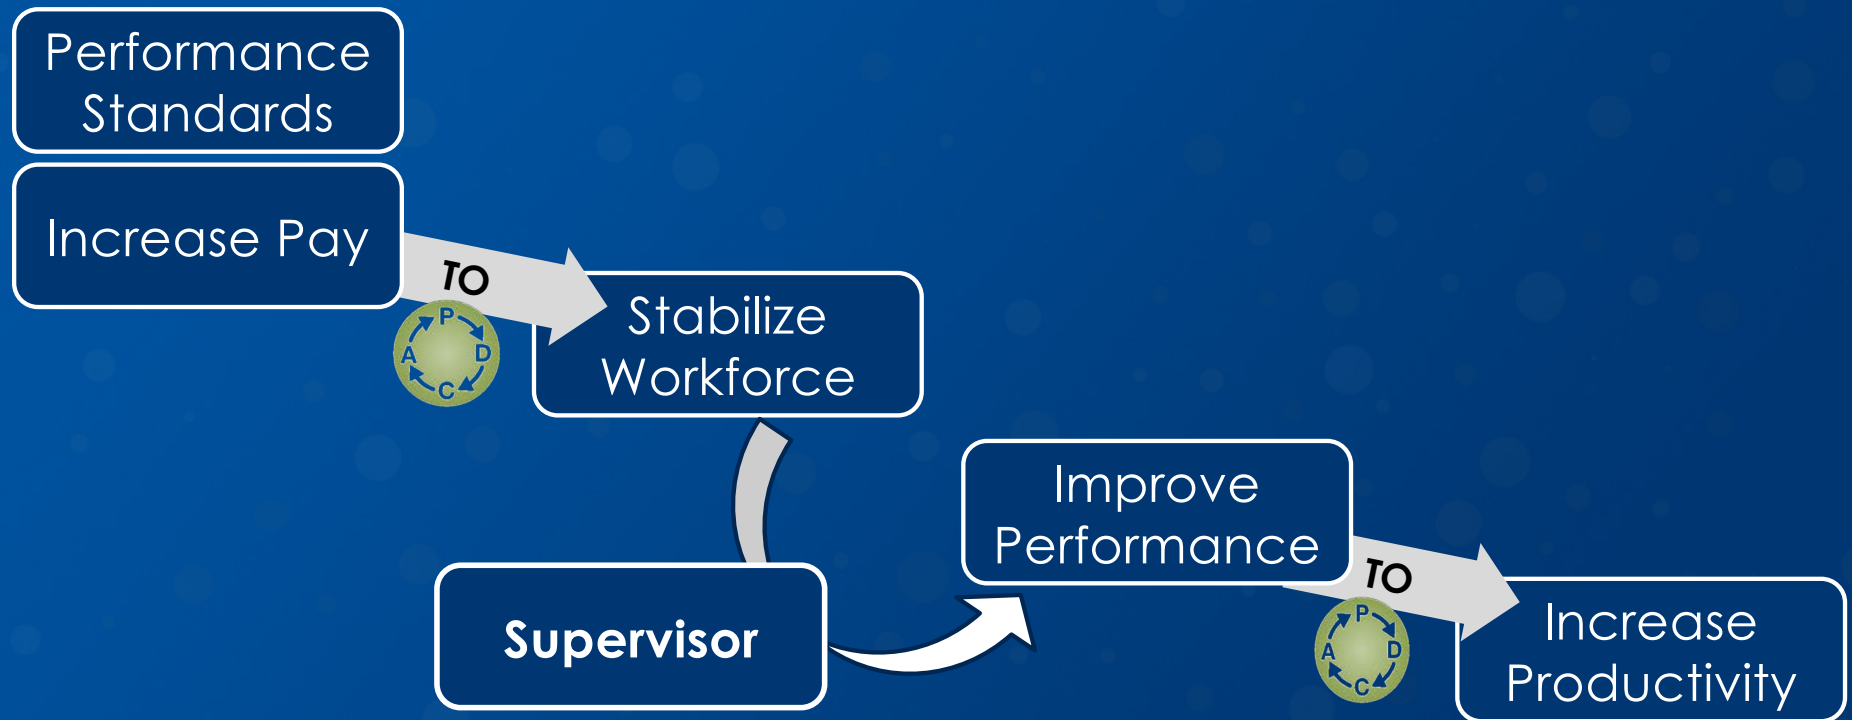 Performance
Standards
Increase Pay
TO
P
D
C
A
Stabilize
Workforce
Supervisor
Improve
Performance
TO
P
D
C
A
Increase
Productivity